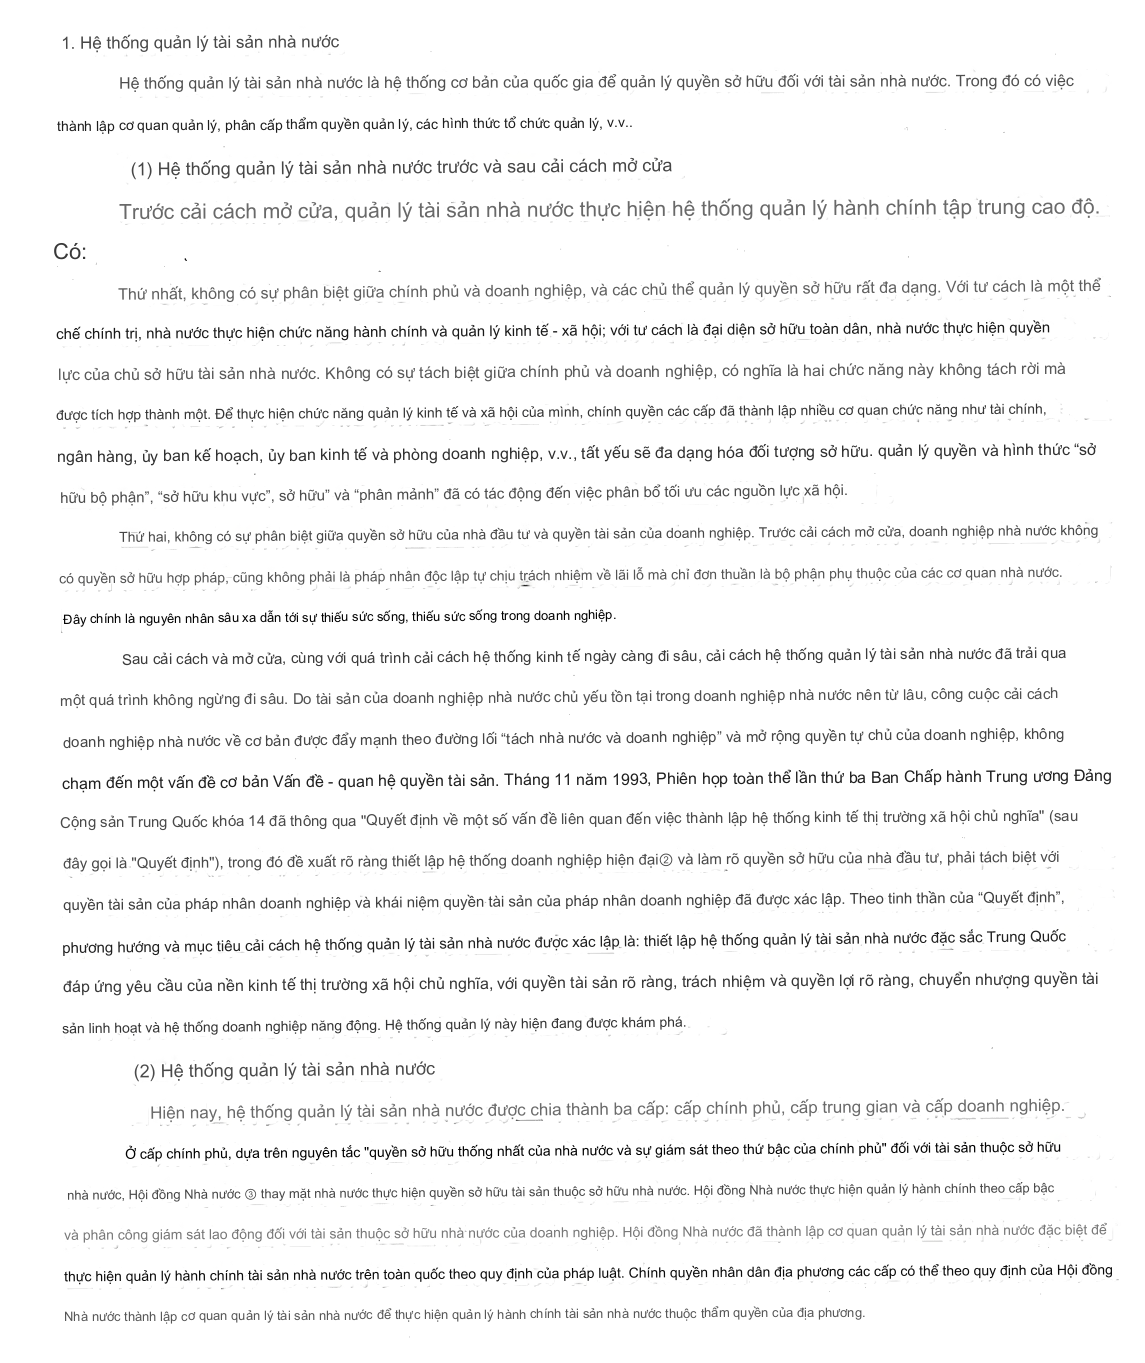 1. Hệ thống quản lý tài sản nhà nước
Hệ thống quản lý tài sản nhà nước là hệ thống cơ bản của quốc gia để quản lý quyền sở hữu đối với tài sản nhà nước. Trong đó có việc
thành lập cơ quan quản lý, phân cấp thẩm quyền quản lý, các hình thức tổ chức quản lý, v.v..
(1) Hệ thống quản lý tài sản nhà nước trước và sau cải cách mở cửa
Trước cải cách mở cửa, quản lý tài sản nhà nước thực hiện hệ thống quản lý hành chính tập trung cao độ.
Có:
Thứ nhất, không có sự phân biệt giữa chính phủ và doanh nghiệp, và các chủ thể quản lý quyền sở hữu rất đa dạng. Với tư cách là một thể
chế chính trị, nhà nước thực hiện chức năng hành chính và quản lý kinh tế - xã hội; với tư cách là đại diện sở hữu toàn dân, nhà nước thực hiện quyền
lực của chủ sở hữu tài sản nhà nước. Không có sự tách biệt giữa chính phủ và doanh nghiệp, có nghĩa là hai chức năng này không tách rời mà
được tích hợp thành một. Để thực hiện chức năng quản lý kinh tế và xã hội của mình, chính quyền các cấp đã thành lập nhiều cơ quan chức năng như tài chính,
ngân hàng, ủy ban kế hoạch, ủy ban kinh tế và phòng doanh nghiệp, v.v., tất yếu sẽ đa dạng hóa đối tượng sở hữu. quản lý quyền và hình thức “sở
hữu bộ phận”, “sở hữu khu vực”, sở hữu” và “phân mảnh” đã có tác động đến việc phân bổ tối ưu các nguồn lực xã hội.
Thứ hai, không có sự phân biệt giữa quyền sở hữu của nhà đầu tư và quyền tài sản của doanh nghiệp. Trước cải cách mở cửa, doanh nghiệp nhà nước không
có quyền sở hữu hợp pháp, cũng không phải là pháp nhân độc lập tự chịu trách nhiệm về lãi lỗ mà chỉ đơn thuần là bộ phận phụ thuộc của các cơ quan nhà nước.
Đây chính là nguyên nhân sâu xa dẫn tới sự thiếu sức sống, thiếu sức sống trong doanh nghiệp.
Sau cải cách và mở cửa, cùng với quá trình cải cách hệ thống kinh tế ngày càng đi sâu, cải cách hệ thống quản lý tài sản nhà nước đã trải qua
một quá trình không ngừng đi sâu. Do tài sản của doanh nghiệp nhà nước chủ yếu tồn tại trong doanh nghiệp nhà nước nên từ lâu, công cuộc cải cách
doanh nghiệp nhà nước về cơ bản được đẩy mạnh theo đường lối “tách nhà nước và doanh nghiệp” và mở rộng quyền tự chủ của doanh nghiệp, không
chạm đến một vấn đề cơ bản Vấn đề - quan hệ quyền tài sản. Tháng 11 năm 1993, Phiên họp toàn thể lần thứ ba Ban Chấp hành Trung ương Đảng
Cộng sản Trung Quốc khóa 14 đã thông qua "Quyết định về một số vấn đề liên quan đến việc thành lập hệ thống kinh tế thị trường xã hội chủ nghĩa" (sau
đây gọi là "Quyết định"), trong đó đề xuất rõ ràng thiết lập hệ thống doanh nghiệp hiện đại② và làm rõ quyền sở hữu của nhà đầu tư, phải tách biệt với
quyền tài sản của pháp nhân doanh nghiệp và khái niệm quyền tài sản của pháp nhân doanh nghiệp đã được xác lập. Theo tinh thần của “Quyết định”,
phương hướng và mục tiêu cải cách hệ thống quản lý tài sản nhà nước được xác lập là: thiết lập hệ thống quản lý tài sản nhà nước đặc sắc Trung Quốc
đáp ứng yêu cầu của nền kinh tế thị trường xã hội chủ nghĩa, với quyền tài sản rõ ràng, trách nhiệm và quyền lợi rõ ràng, chuyển nhượng quyền tài
sản linh hoạt và hệ thống doanh nghiệp năng động. Hệ thống quản lý này hiện đang được khám phá.
(2) Hệ thống quản lý tài sản nhà nước
Hiện nay, hệ thống quản lý tài sản nhà nước được chia thành ba cấp: cấp chính phủ, cấp trung gian và cấp doanh nghiệp.
Ở cấp chính phủ, dựa trên nguyên tắc "quyền sở hữu thống nhất của nhà nước và sự giám sát theo thứ bậc của chính phủ" đối với tài sản thuộc sở hữu
nhà nước, Hội đồng Nhà nước ③ thay mặt nhà nước thực hiện quyền sở hữu tài sản thuộc sở hữu nhà nước. Hội đồng Nhà nước thực hiện quản lý hành chính theo cấp bậc
và phân công giám sát lao động đối với tài sản thuộc sở hữu nhà nước của doanh nghiệp. Hội đồng Nhà nước đã thành lập cơ quan quản lý tài sản nhà nước đặc biệt để
thực hiện quản lý hành chính tài sản nhà nước trên toàn quốc theo quy định của pháp luật. Chính quyền nhân dân địa phương các cấp có thể theo quy định của Hội đồng
Nhà nước thành lập cơ quan quản lý tài sản nhà nước để thực hiện quản lý hành chính tài sản nhà nước thuộc thẩm quyền của địa phương.